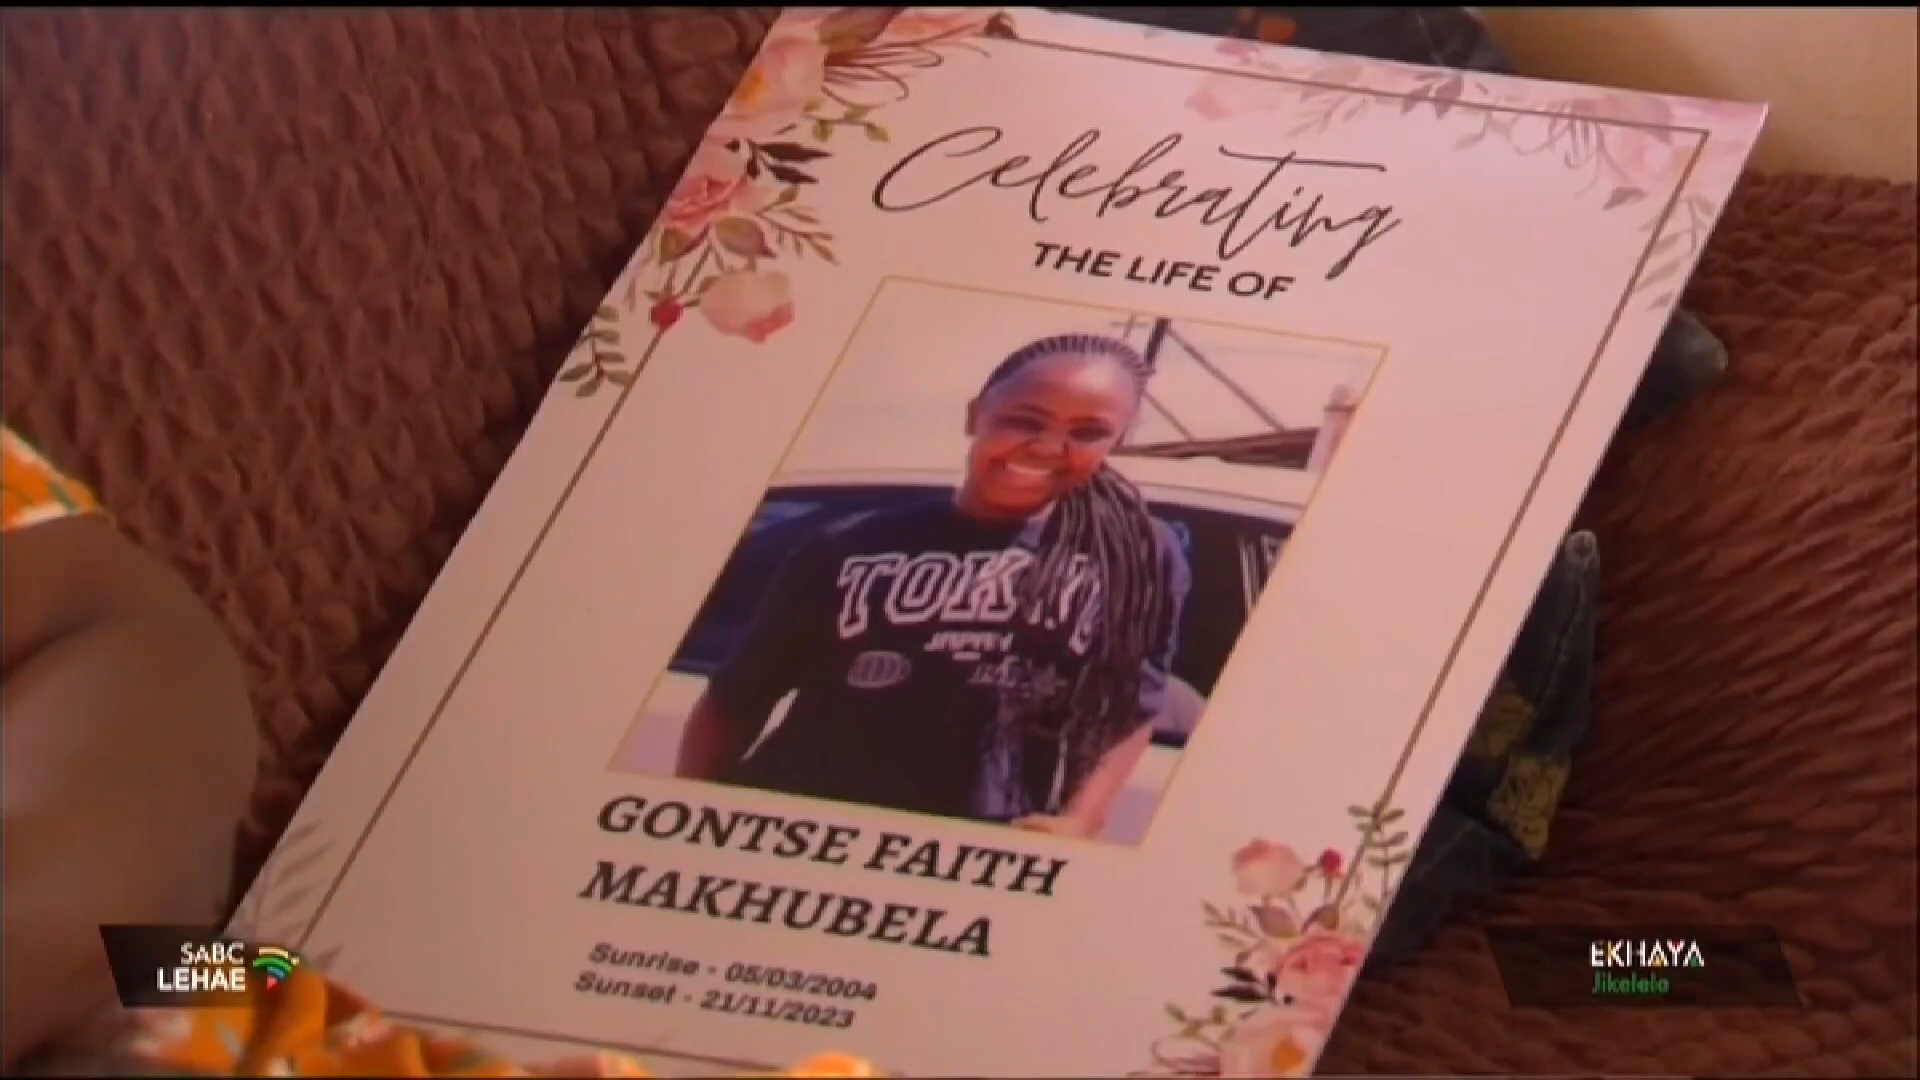 Celebrating
THE LIFE OF
JAPAN
GONTSE FAITH
MAKHUBELA
Sunrise - 05/03/2004
Sunset - 21/11/2023
SABC
LEHAE
EKHAYA
Jikelele